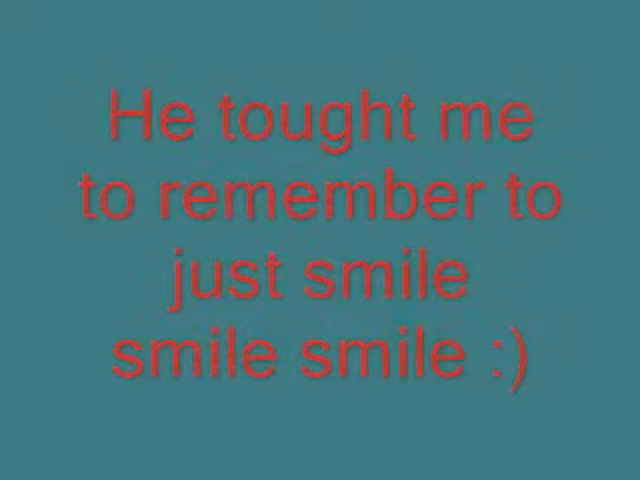 He tought me
to remember to
just smile
smile smile :)